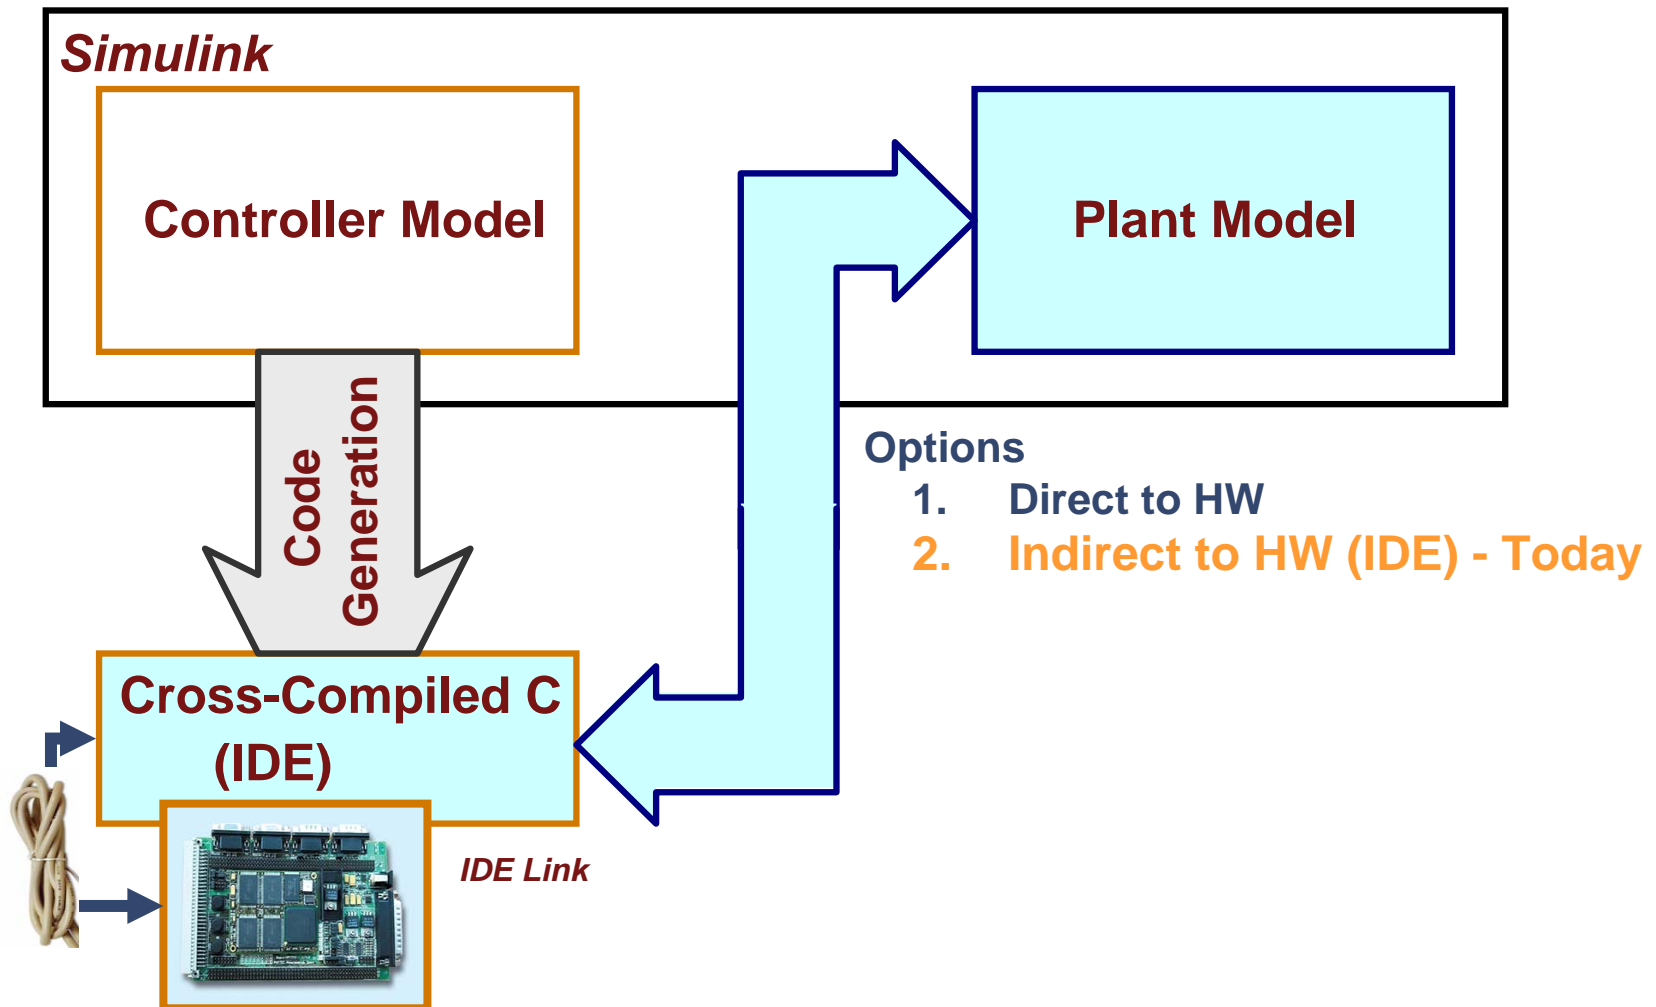 Simulink
Controller Model
Plant Model
Code
Generation
Options
1. Direct to HW
2. Indirect to HW (IDE) - Today
Cross-Compiled C
(IDE)
IDE Link